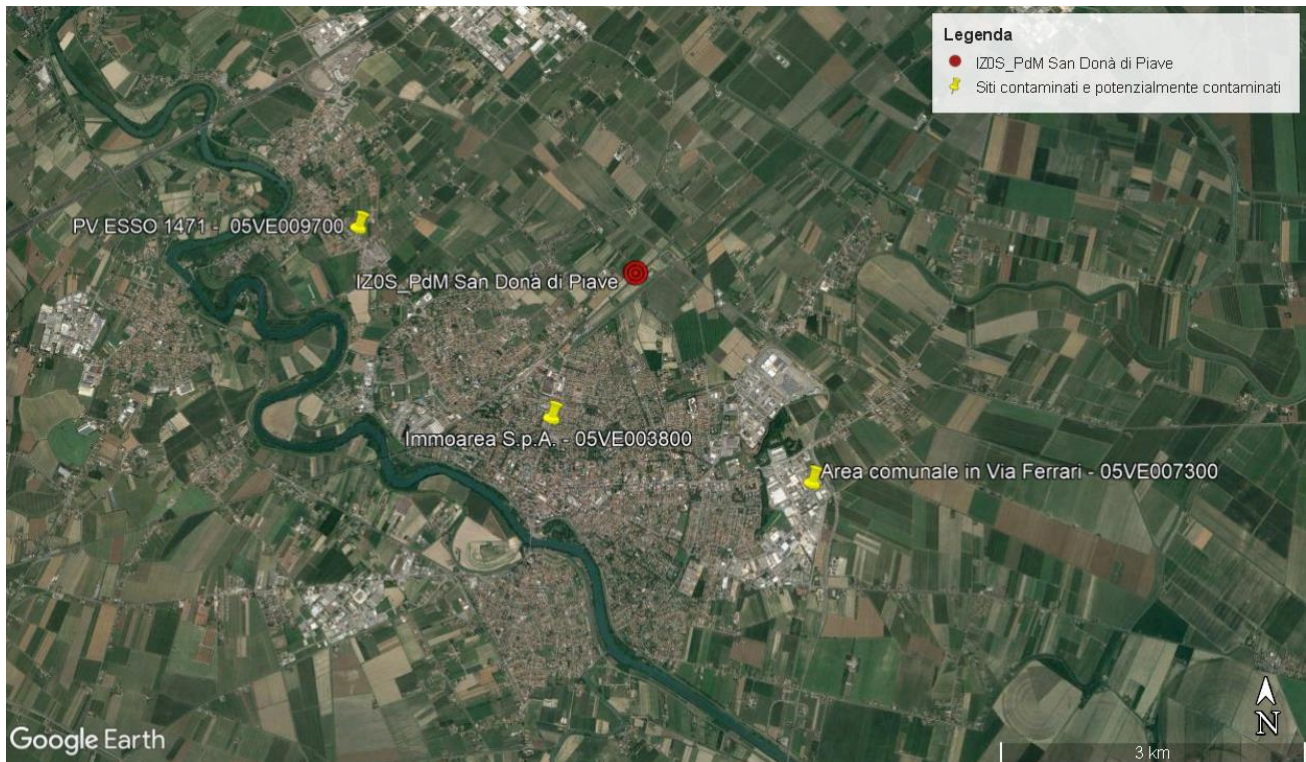 Legenda
IZ0S_PdM San Donà di Piave
Siti contaminati e potenzialmente contaminati
PV ESSO 1471 - 05VE009700
IZ0S_PdM San Donà di Piave
Immoarea S.p.A. - 05VE003800
Area comunale in Via Ferrari - 05VE007300
N
Google Earth
3 km